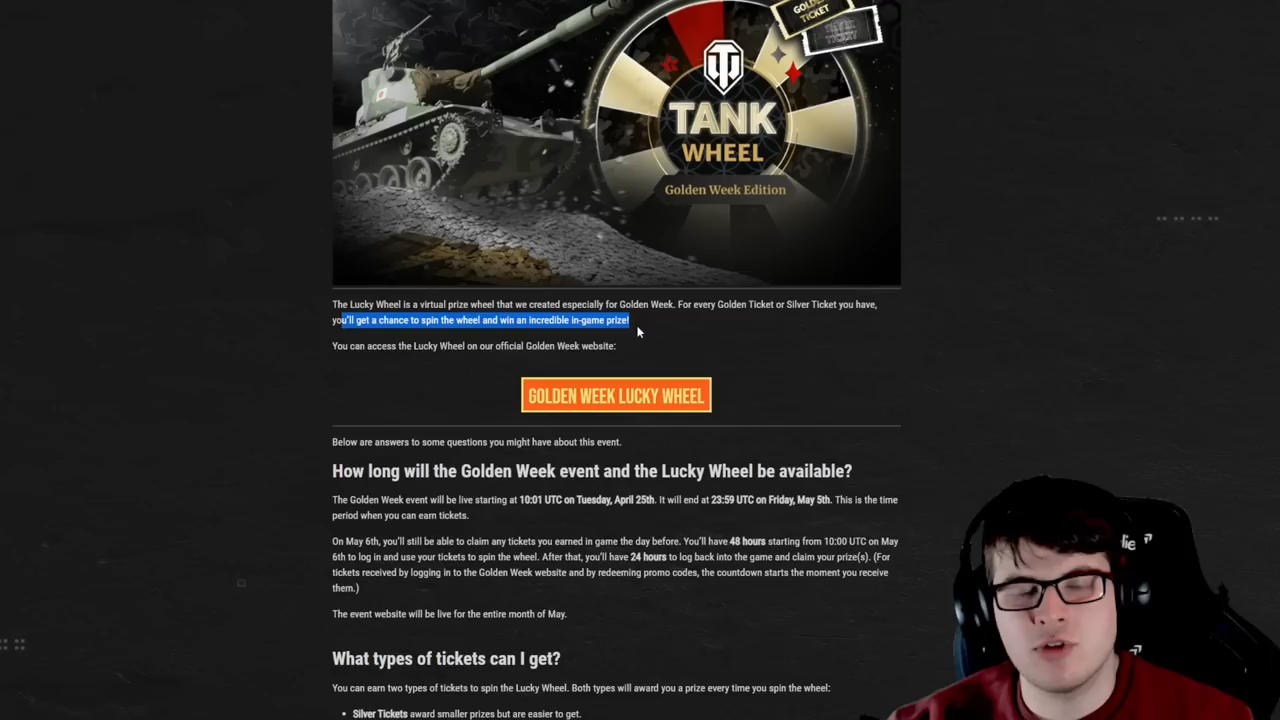 GOLDEN
TICKET
SILVER
TICKET
TANK
WHEEL
Golden Week Edition
The Lucky Wheel is a virtual prize wheel that we created especially for Golden Week. For every Golden Ticket or Silver Ticket you have,
you'll get a chance to spin the wheel and win an incredible in-game prize!
You can access the Lucky Wheel on our official Golden Week website:
GOLDEN WEEK LUCKY WHEEL
Below are answers to some questions you might have about this event.
How long will the Golden Week event and the Lucky Wheel be available?
The Golden Week event will be live starting at 10:01 UTC on Tuesday, April 25th. It will end at 23:59 UTC on Friday, May 5th. This is the time
period when you can earn tickets.
On May 6th, you'll still be able to claim any tickets you earned in game the day before. You'll have 48 hours starting from 10:00 UTC on May
6th to log in and use your tickets to spin the wheel. After that, you'll have 24 hours to log back into the game and claim your prize(s). (For
tickets received by logging in to the Golden Week website and by redeeming promo codes, the countdown starts the moment you receive
them.)
The event website will be live for the entire month of May.
What types of tickets can I get?
You can earn two types of tickets to spin the Lucky Wheel. Both types will award you a prize every time you spin the wheel:
• Silver Tickets award smaller prizes but are easier to get.